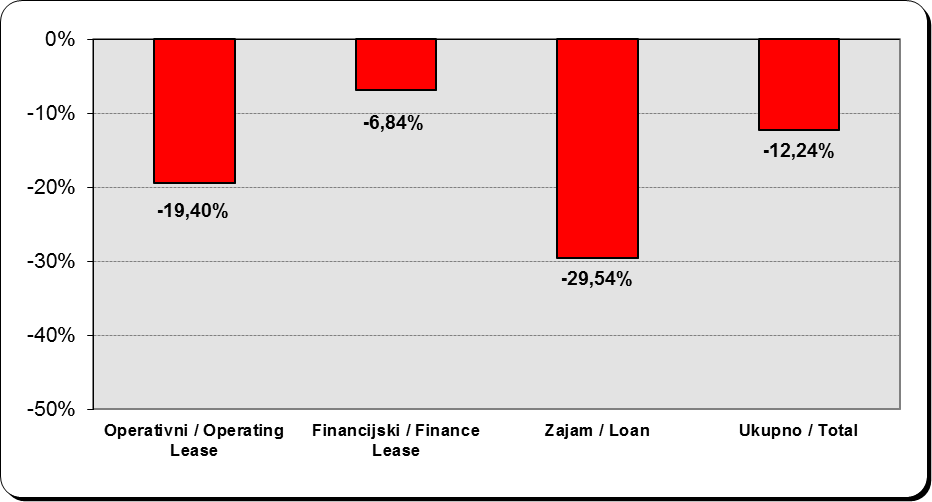 0%
-10%
-20%
-30%
-40%
-50%
-19,40%
-6,84%
-29,54%
-12,24%
Operativni / Operating
Lease
Financijski / Finance
Lease
Zajam / Loan
Ukupno / Total